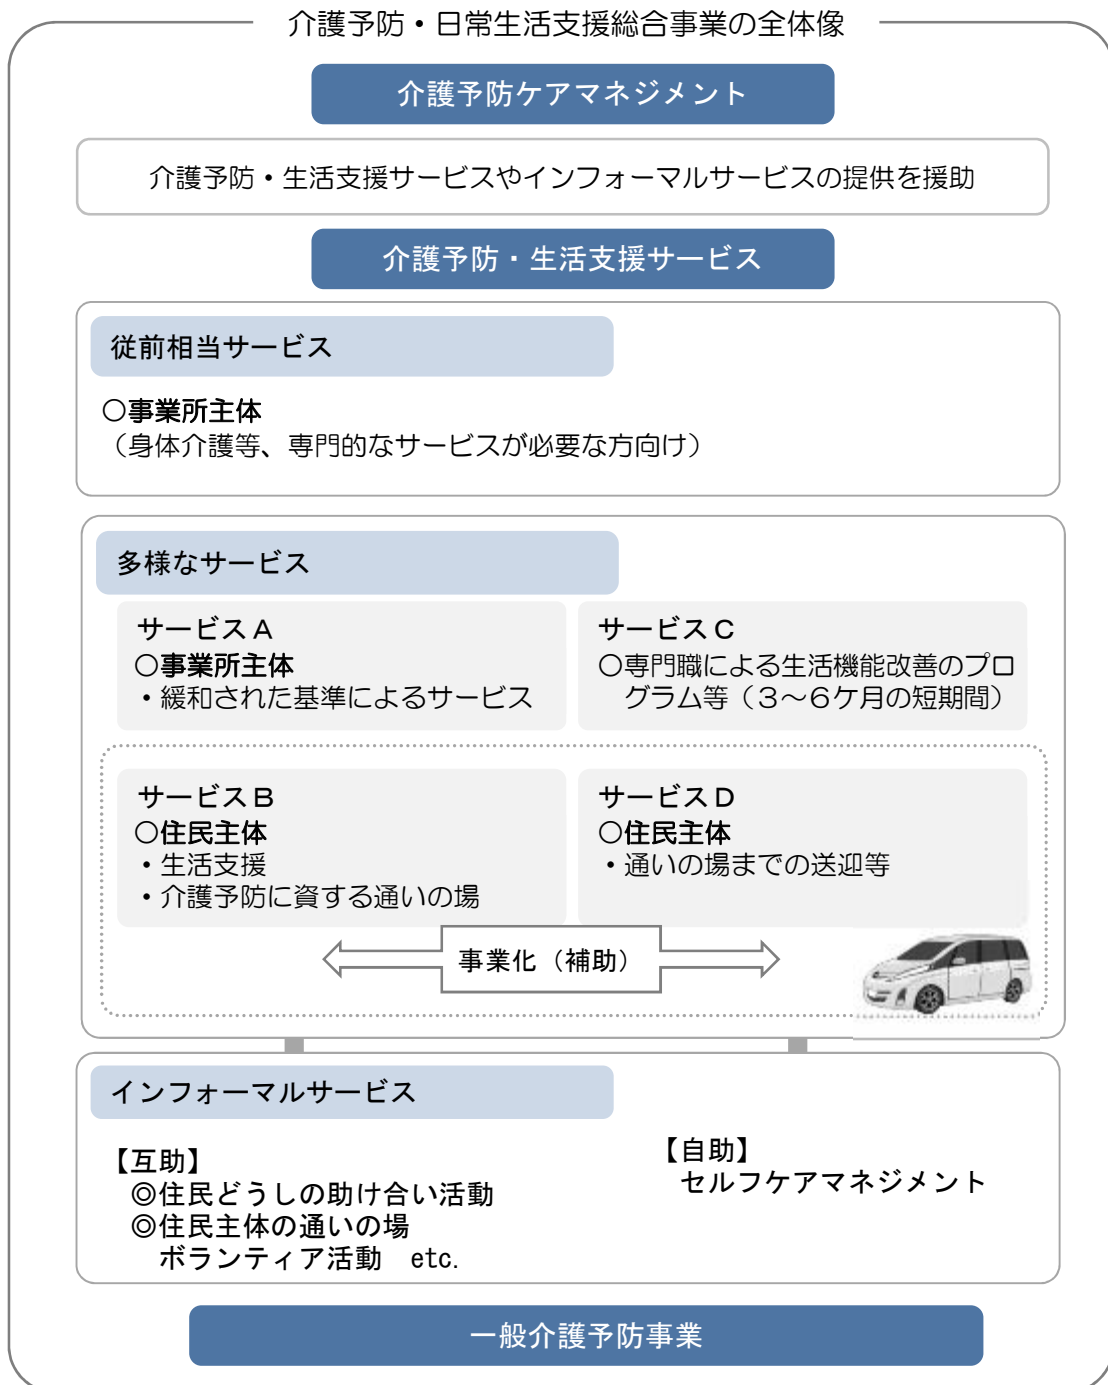 介護予防・日常生活支援総合事業の全体像
介護予防ケアマネジメント
介護予防・生活支援サービスやインフォーマルサービスの提供を援助
介護予防・生活支援サービス
従前相当サービス
○事業所主体
（身体介護等、専門的なサービスが必要な方向け）
多様なサービス
サービスA
○事業所主体
・緩和された基準によるサービス
サービスC
○専門職による生活機能改善のプロ
グラム等（３～６ケ月の短期間）
サービスB
○住民主体
・生活支援
・介護予防に資する通いの場
サービスD
○住民主体
・通いの場までの送迎等
事業化（補助）
インフォーマルサービス
【互助】
◎住民どうしの助け合い活動
◎住民主体の通いの場
ボランティア活動　etc.
【自助】
セルフケアマネジメント
一般介護予防事業